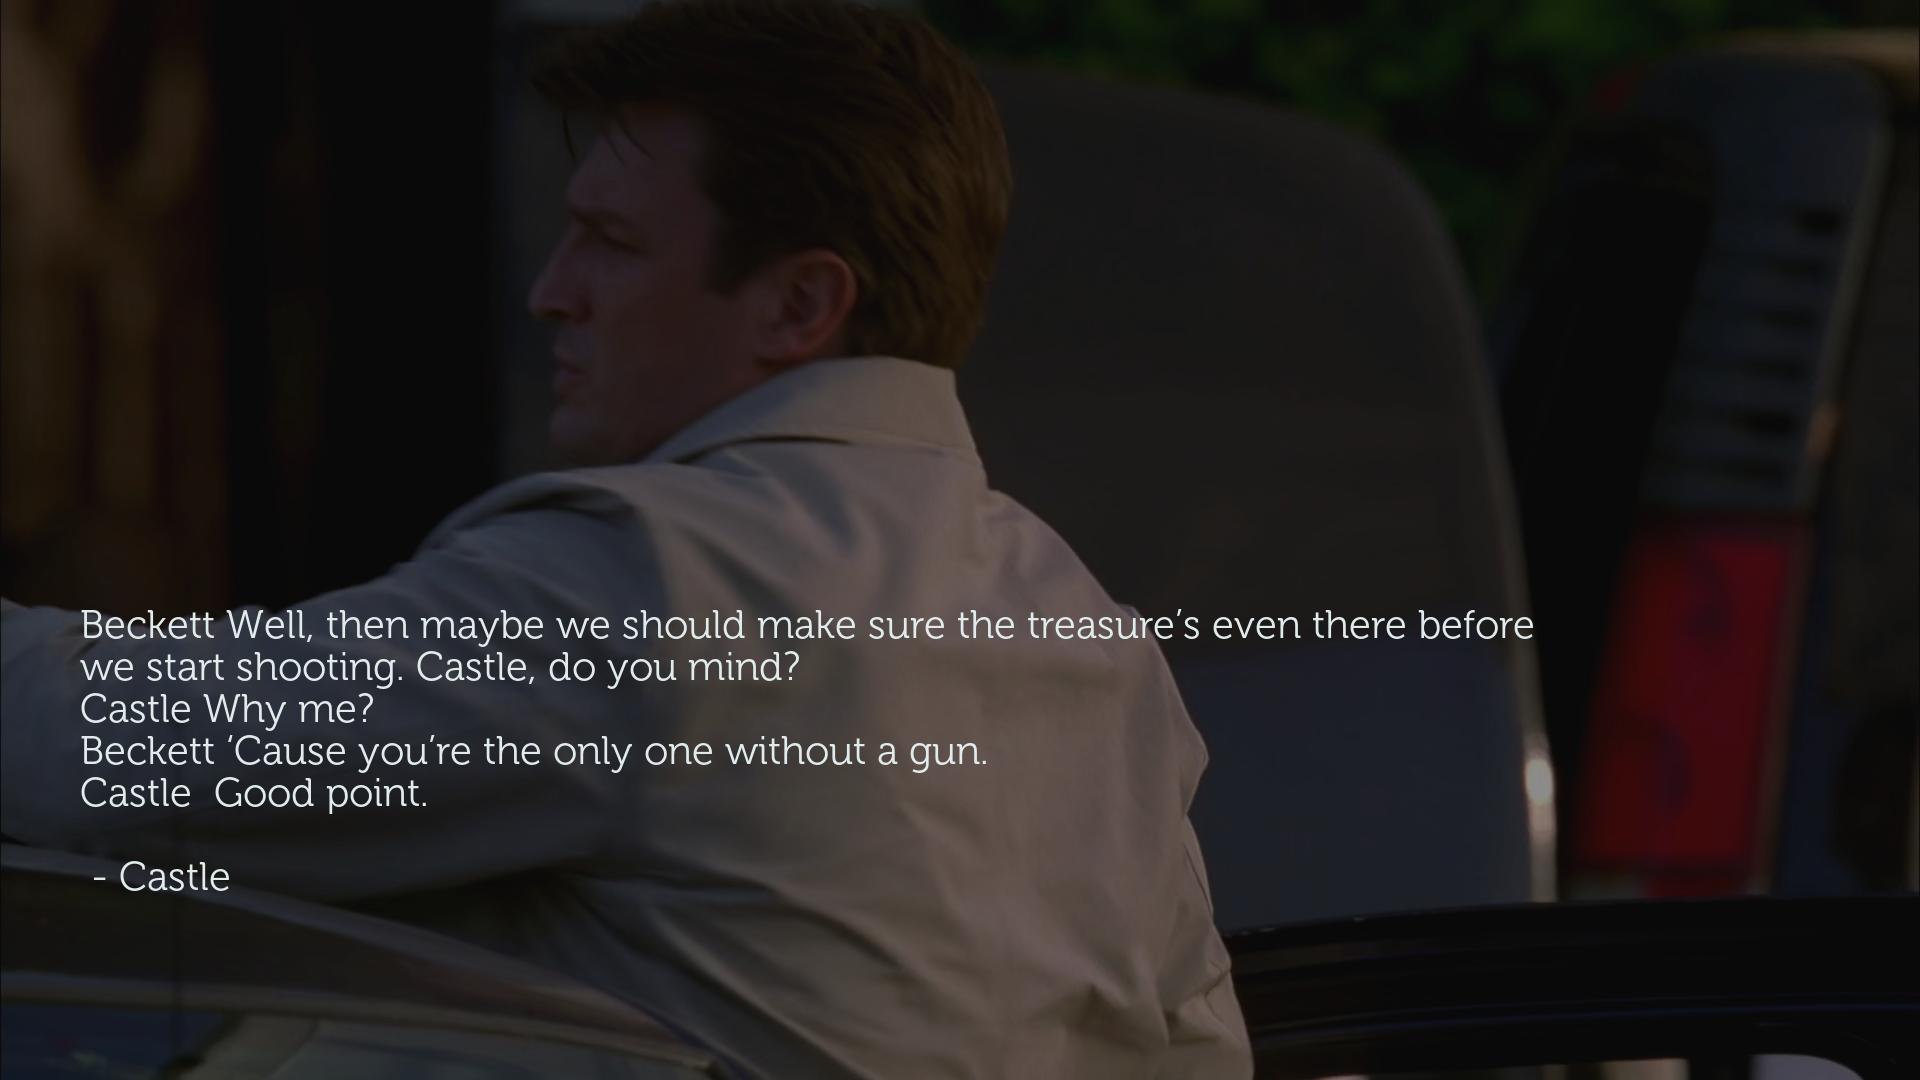 Beckett Well, then maybe we should make sure the treasure’s even there before
we start shooting. Castle, do you mind?
Castle Why me?
Beckett ‘Cause you’re the only one without a gun.
Castle  Good point.
- Castle